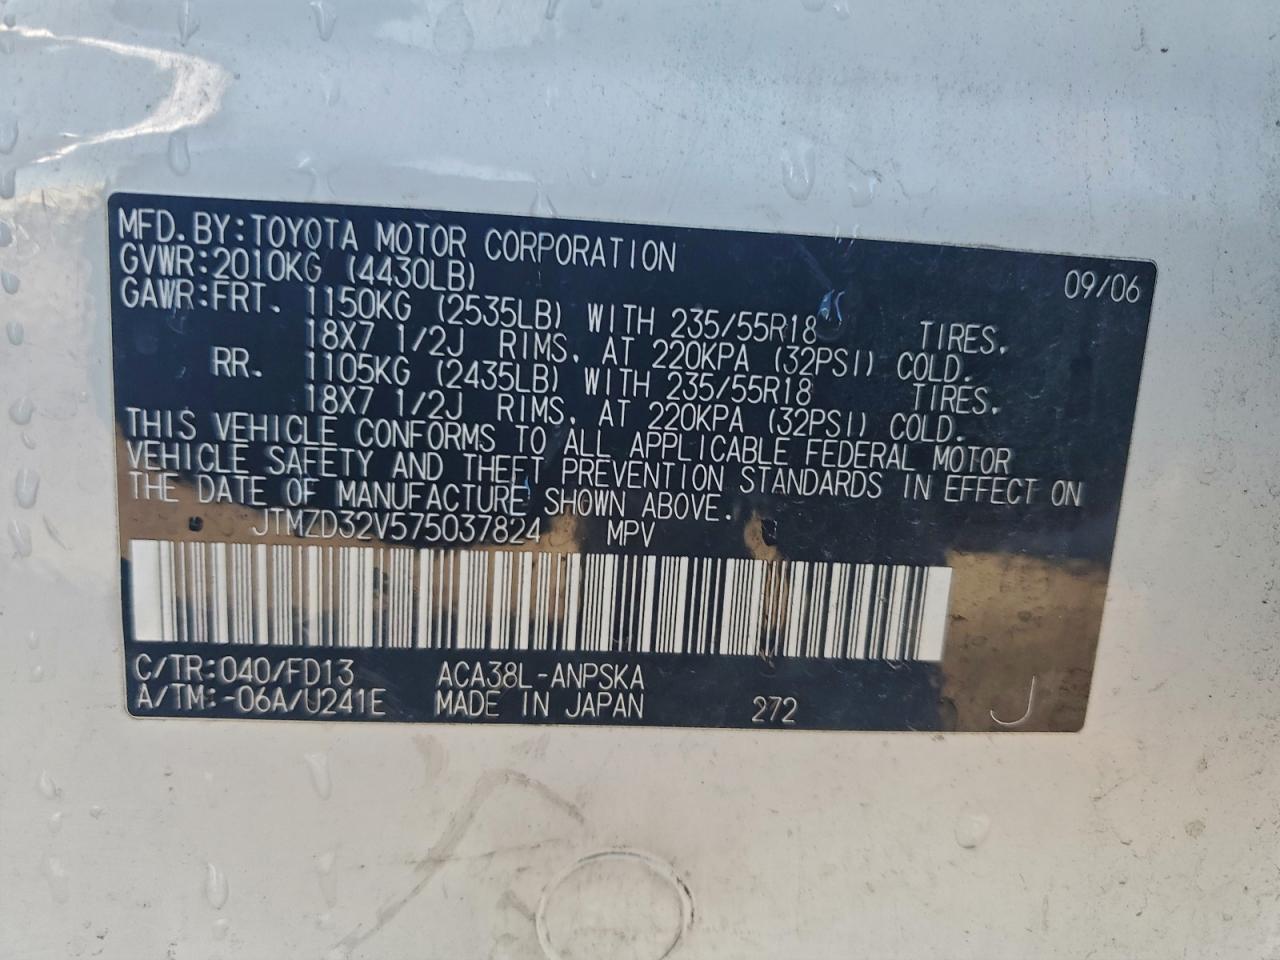 MFD. BY: TOYOTA MOTOR CORPORATION 09/06
GVWR: 2010KG (4430LB)
GAWR: FRT. 1150KG (2535LB) WITH 235/55R18 TIRES.
18X7 1/2J RIMS. AT 220KPA (32PSI) COLD.
RR. 1105KG (2435LB) WITH 235/55R18 TIRES.
18X7 1/2J RIMS. AT 220KPA (32PSI) COLD.
THIS VEHICLE CONFORMS TO ALL APPLICABLE FEDERAL MOTOR
VEHICLE SAFETY AND THEFT PREVENTION STANDARDS IN EFFECT ON
THE DATE OF MANUFACTURE SHOWN ABOVE.
JTMZD32V575037824 MPV
C/TR: 040/FD13 ACA38L-ANPSKA
A/TM: -06A/U241E MADE IN JAPAN 272 J